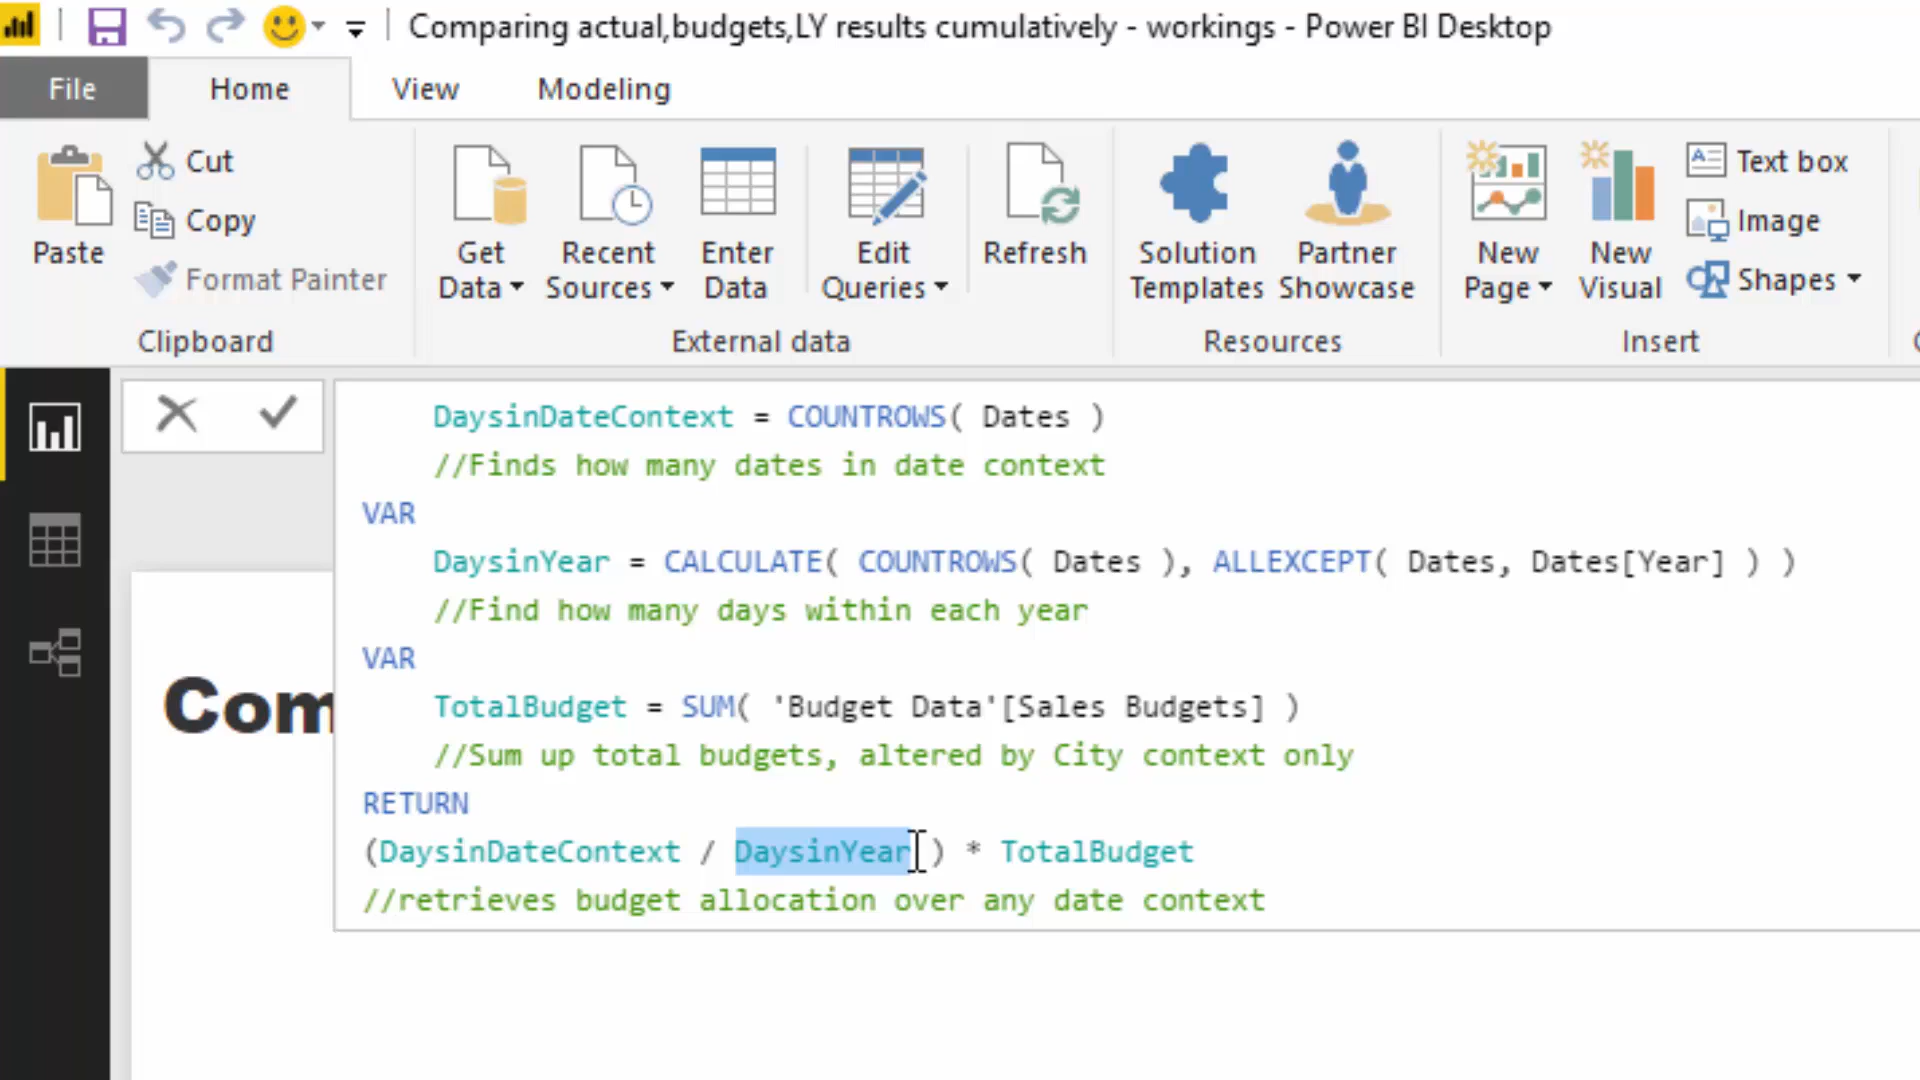 Comparing actual,budgets,LY results cumulatively - workings - Power BI Desktop
File Home View Modeling
Paste
Cut
Copy
Format Painter
Clipboard
Get Data
Recent Sources
Enter Data
Edit Queries
Refresh
External data
Solution Templates
Partner Showcase
Resources
New Page
New Visual
Text box
Image
Shapes
Insert
DaysinDateContext = COUNTROWS( Dates )
//Finds how many dates in date context
VAR
DaysinYear = CALCULATE( COUNTROWS( Dates ), ALLEXCEPT( Dates, Dates[Year] ) )
//Find how many days within each year
VAR
TotalBudget = SUM( 'Budget Data'[Sales Budgets] )
//Sum up total budgets, altered by City context only
RETURN
(DaysinDateContext / DaysinYear ) * TotalBudget
//retrieves budget allocation over any date context
Com